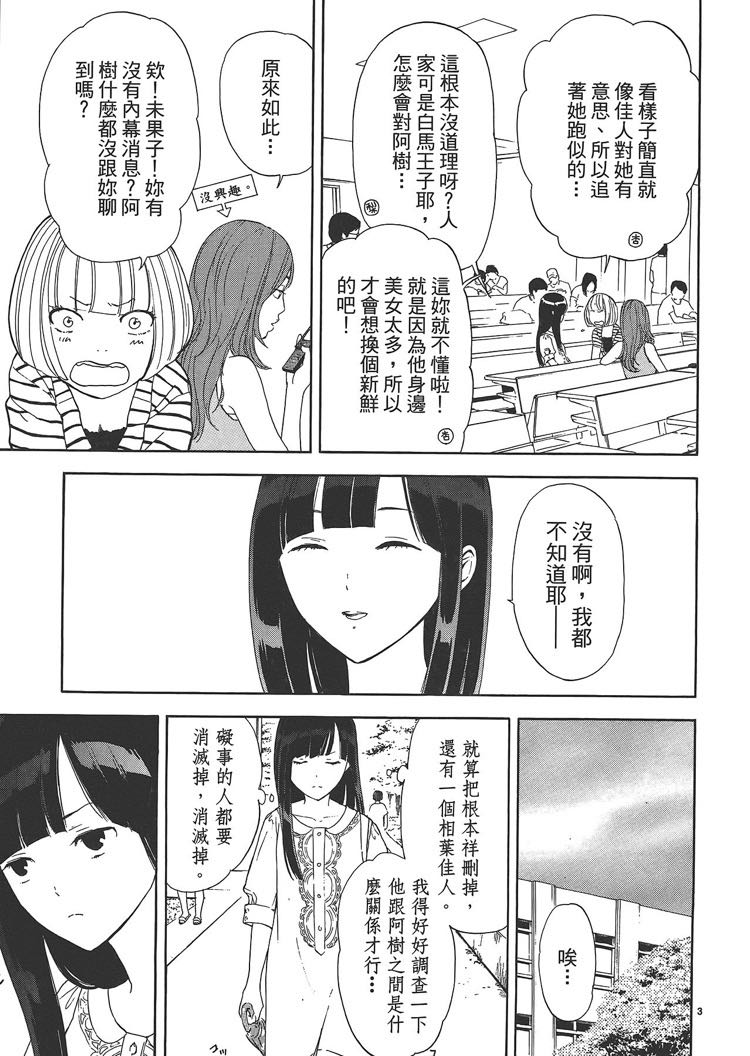 看樣子簡直就
像佳人對她有
意思、所以追
著她跑似的…
杏
這根本沒道理呀？人
家可是白馬王子耶，
怎麼會對阿樹…
梨
這妳就不懂啦！
就是因為他身邊
美女太多，所以
才會想換個新鮮
的吧！
杏
原來如此…
沒興趣。
欸！未果子！妳有
沒有內幕消息？阿
樹什麼都沒跟妳聊
到嗎？
沒有啊，我都
不知道耶——
唉…
就算把根本祥刪掉，
還有一個相葉佳人。
我得好好調查一下
他跟阿樹之間是什
麼關係才行…
礙事的人都要
消滅掉，消滅掉。
3